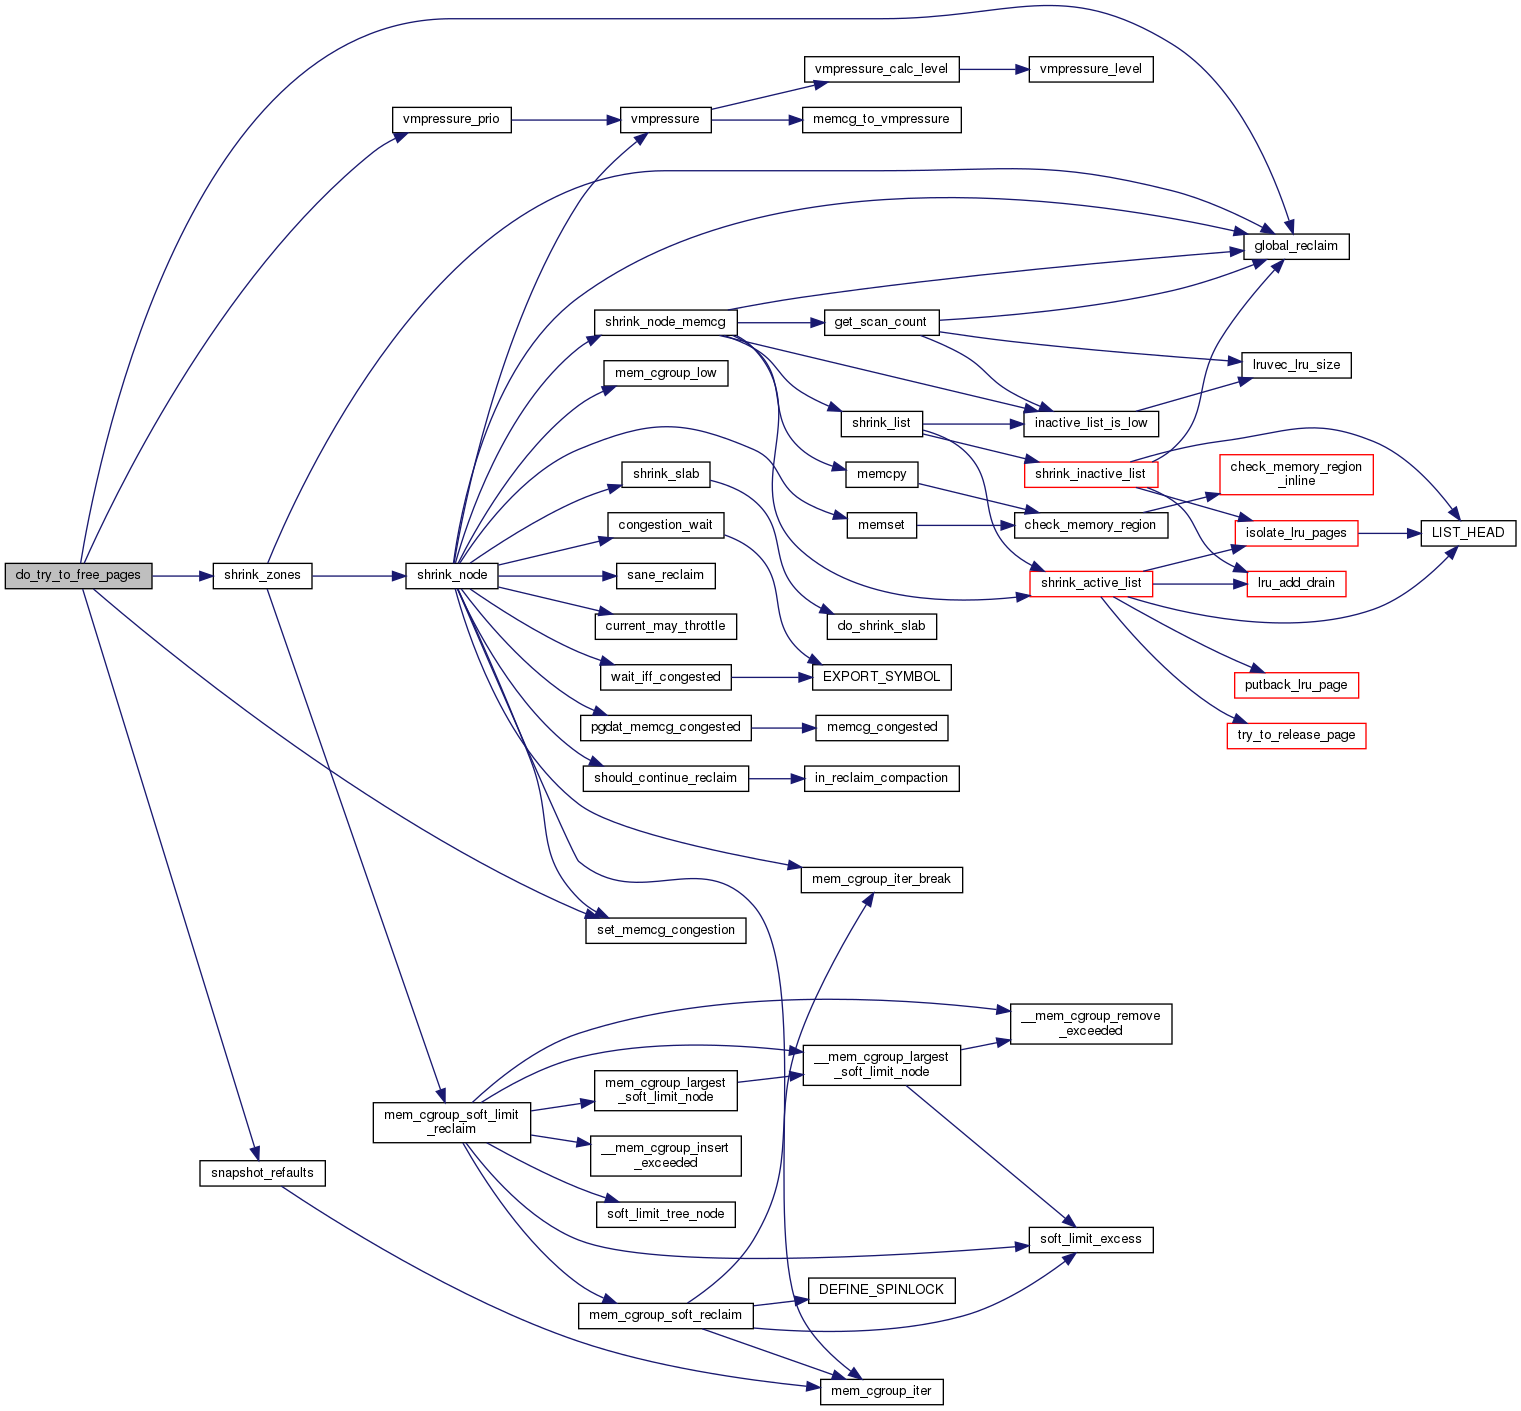 vmpressure_calc_level
vmpressure_level
vmpressure_prio
vmpressure
memcg_to_vmpressure
global_reclaim
shrink_node_memcg
get_scan_count
mem_cgroup_low
lruvec_lru_size
shrink_list
inactive_list_is_low
shrink_slab
memcpy
shrink_inactive_list
check_memory_region
_inline
congestion_wait
memset
check_memory_region
isolate_lru_pages
LIST_HEAD
do_try_to_free_pages
shrink_zones
shrink_node
sane_reclaim
shrink_active_list
lru_add_drain
current_may_throttle
do_shrink_slab
wait_iff_congested
EXPORT_SYMBOL
putback_lru_page
pgdat_memcg_congested
memcg_congested
try_to_release_page
should_continue_reclaim
in_reclaim_compaction
mem_cgroup_iter_break
set_memcg_congestion
__mem_cgroup_remove
_exceeded
__mem_cgroup_largest
_soft_limit_node
mem_cgroup_largest
_soft_limit_node
mem_cgroup_soft_limit
_reclaim
__mem_cgroup_insert
_exceeded
snapshot_refaults
soft_limit_tree_node
soft_limit_excess
DEFINE_SPINLOCK
mem_cgroup_soft_reclaim
mem_cgroup_iter